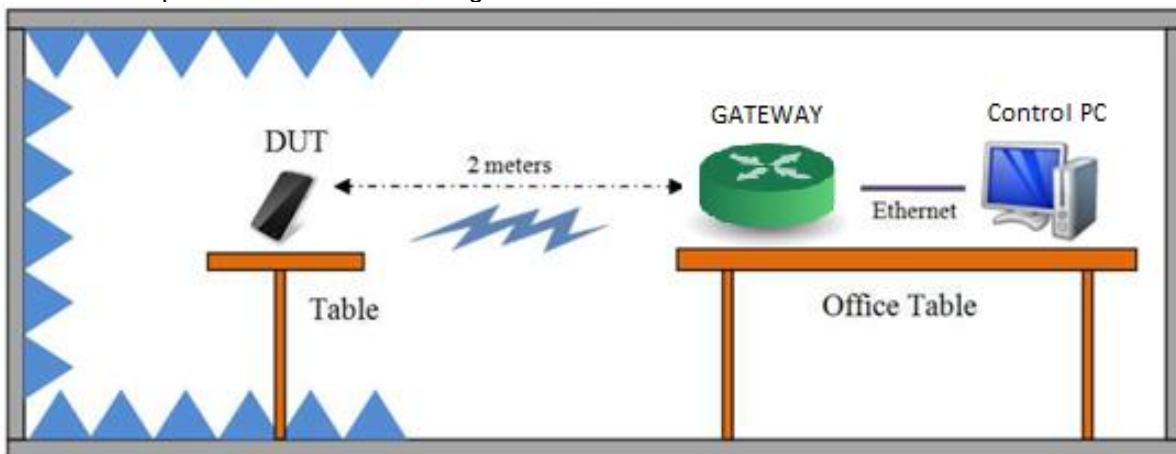 GATEWAY
Control PC
DUT
2 meters
Ethernet
Table
Office Table